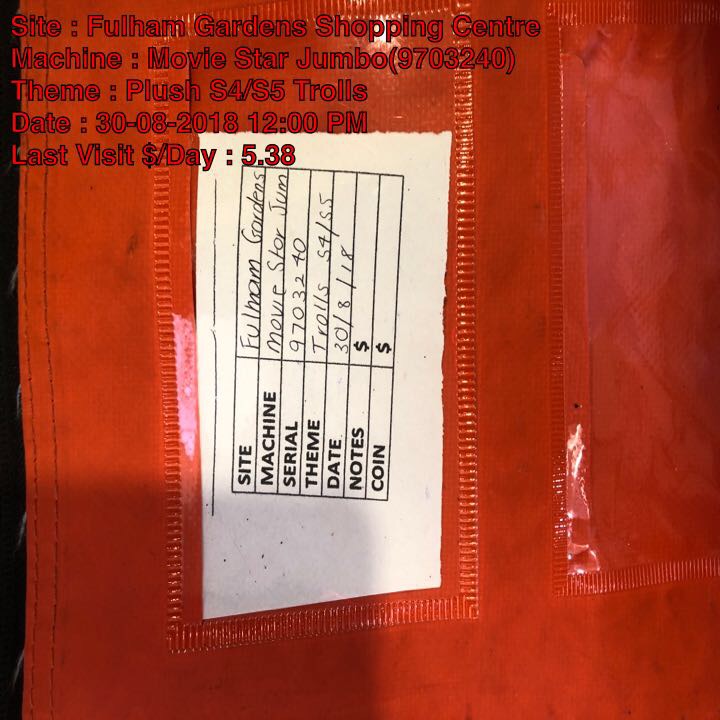 Site : Fulham Gardens Shopping Centre
Machine : Movie Star Jumbo(9703240)
Theme : Plush S4/S5 Trolls
Date : 30-08-2018 12:00 PM
Last Visit $/Day : 5.38
SITE Fulham Gardens
MACHINE Movie Star Jum
SERIAL 9703240
THEME Trolls S4/S5
DATE 30/8/18
NOTES $
COIN $